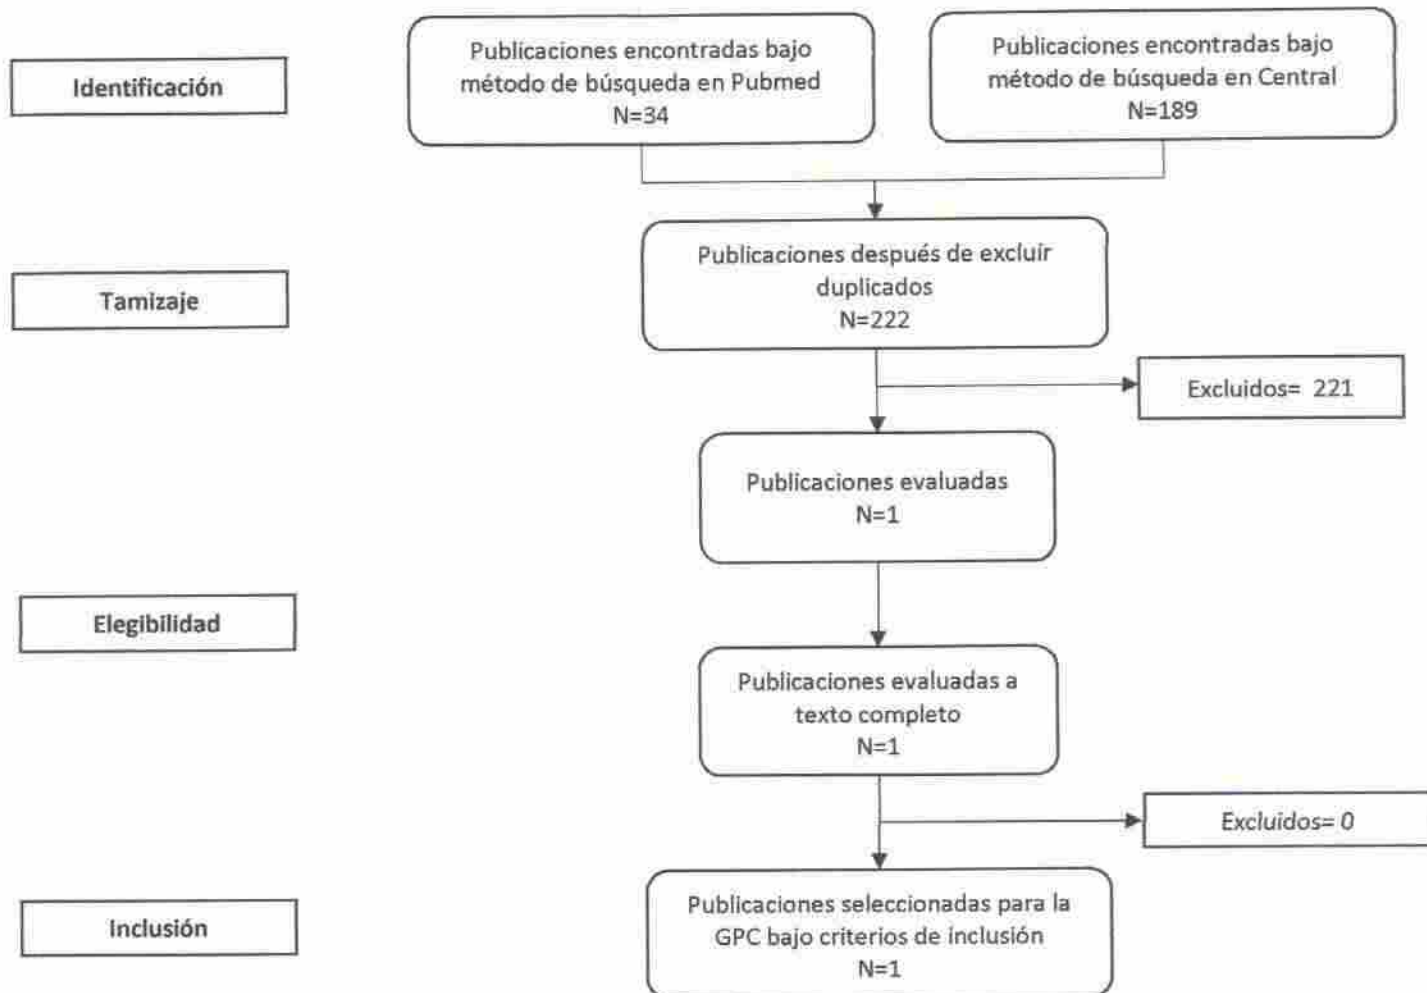 Identificación
Publicaciones encontradas bajo
método de búsqueda en Pubmed
N=34
Publicaciones encontradas bajo
método de búsqueda en Central
N=189
Tamizaje
Publicaciones después de excluir
duplicados
N=222
Excluidos= 221
Publicaciones evaluadas
N=1
Elegibilidad
Publicaciones evaluadas a
texto completo
N=1
Excluidos= 0
Inclusión
Publicaciones seleccionadas para la
GPC bajo criterios de inclusión
N=1